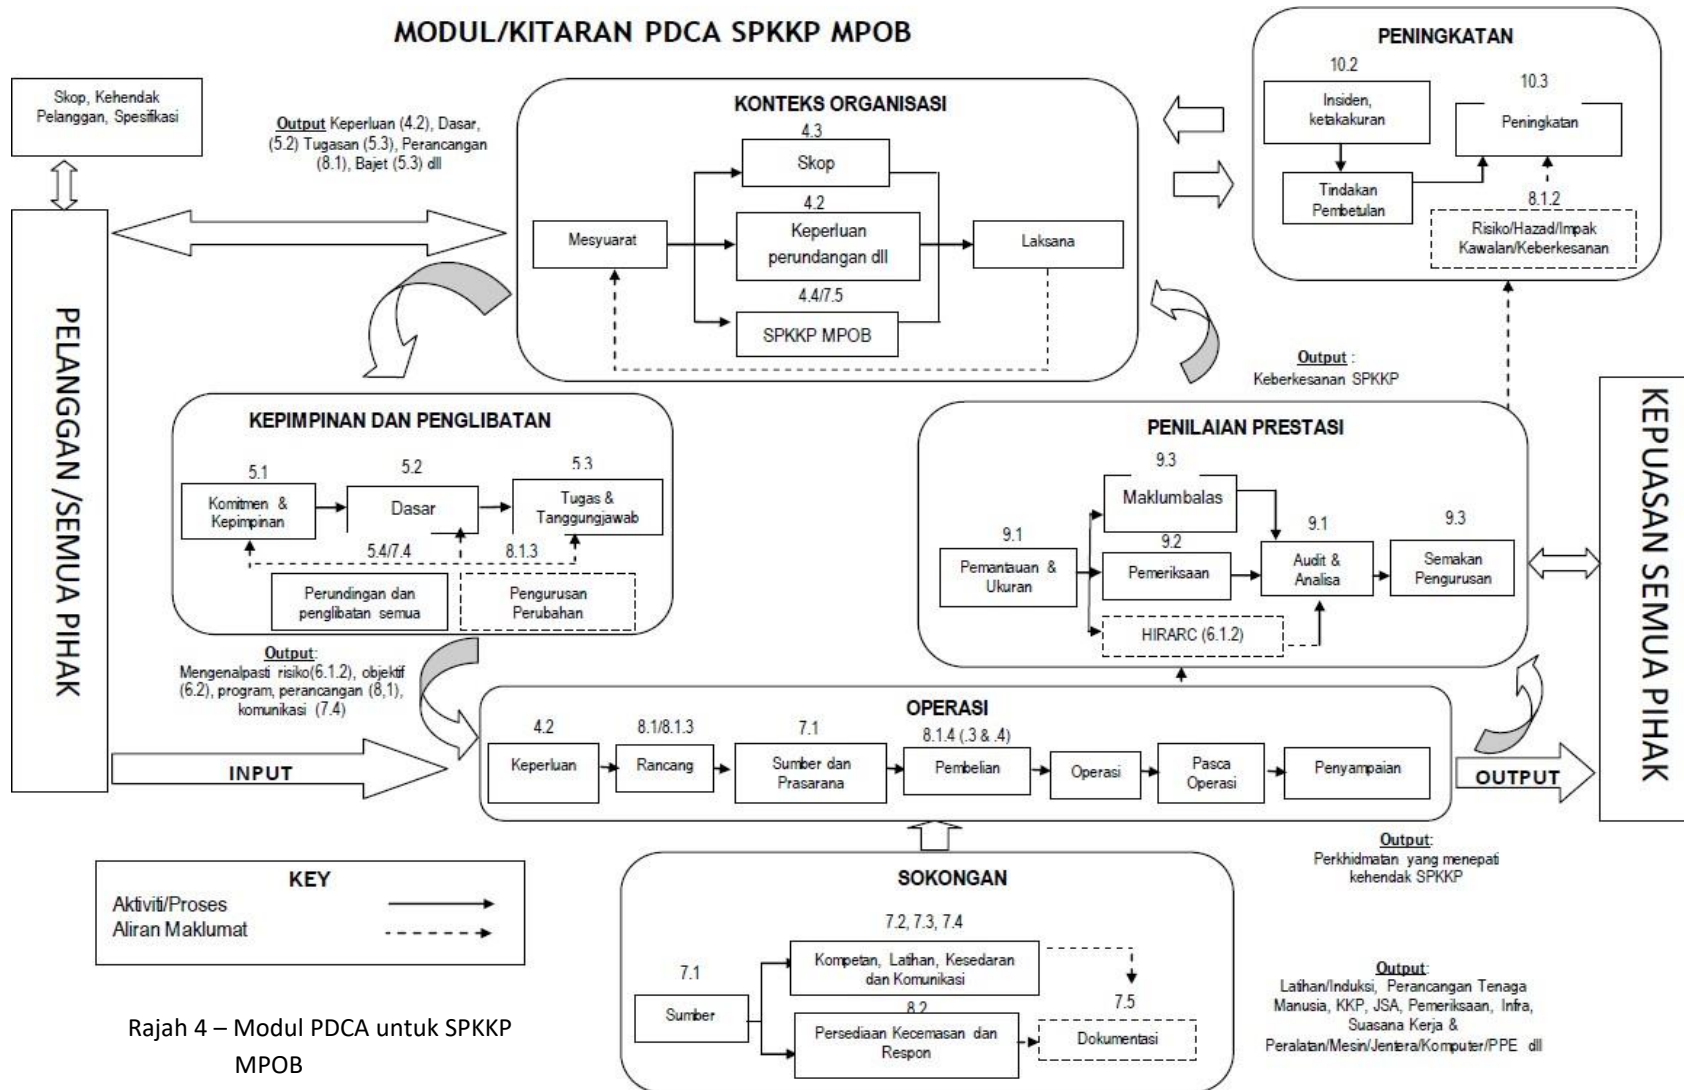 MODUL/KITARAN PDCA SPKKP MPOB
Skop, Kehendak
Pelanggan, Spesifikasi
Output Keperluan (4.2), Dasar,
(5.2) Tugasan (5.3), Perancangan
(8.1), Bajet (5.3) dll
KONTEKS ORGANISASI
4.3
Skop
4.2
Mesyuarat
Keperluan
perundangan dll
Laksana
4.4/7.5
SPKKP MPOB
PENINGKATAN
10.2
Insiden,
ketakakuran
10.3
Peningkatan
Tindakan
Pembetulan
8.1.2
Risiko/Hazad/Impak
Kawalan/Keberkesanan
PELANGGAN /SEMUA PIHAK
KEPIMPINAN DAN PENGLIBATAN
5.1
Komitmen &
Kepimpinan
5.2
Dasar
5.3
Tugas &
Tanggungjawab
5.4/7.4
8.1.3
Perundingan dan
penglibatan semua
Pengurusan
Perubahan
Output:
Mengenalpasti risiko(6.1.2), objektif
(6.2), program, perancangan (8,1),
komunikasi (7.4)
Output :
Keberkesanan SPKKP
PENILAIAN PRESTASI
9.3
Maklumbalas
9.1
Pemantauan &
Ukuran
9.2
Pemeriksaan
9.1
Audit &
Analisa
9.3
Semakan
Pengurusan
HIRARC (6.1.2)
KEPUASAN SEMUA PIHAK
INPUT
OPERASI
4.2
Keperluan
8.1/8.1.3
Rancang
7.1
Sumber dan
Prasarana
8.1.4 (.3 & .4)
Pembelian
Operasi
Pasca
Operasi
Penyampaian
OUTPUT
Output:
Perkhidmatan yang menepati
kehendak SPKKP
KEY
Aktiviti/Proses
Aliran Maklumat
SOKONGAN
7.2, 7.3, 7.4
Kompetan, Latihan, Kesedaran
dan Komunikasi
7.1
Sumber
8.2
Persediaan Kecemasan dan
Respon
7.5
Dokumentasi
Output:
Latihan/Induksi, Perancangan Tenaga
Manusia, KKP, JSA, Pemeriksaan, Infra,
Suasana Kerja &
Peralatan/Mesin/Jentera/Komputer/PPE dll
Rajah 4 – Modul PDCA untuk SPKKP
MPOB